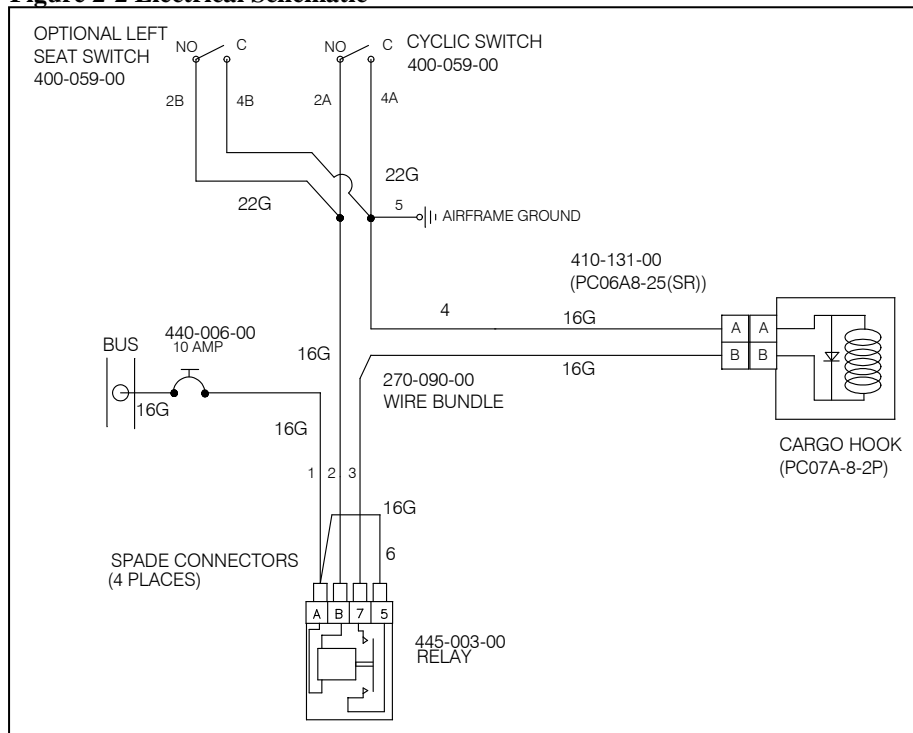 Figure 2-2 Electrical Schematic
OPTIONAL LEFT
SEAT SWITCH
400-059-00
NO
C
NO
C
CYCLIC SWITCH
400-059-00
2B
4B
2A
4A
22G
22G
5
AIRFRAME GROUND
410-131-00
(PC06A8-25(SR))
4
16G
A
A
B
B
16G
440-006-00
10 AMP
BUS
16G
16G
16G
270-090-00
WIRE BUNDLE
CARGO HOOK
(PC07A-8-2P)
1
2
3
16G
6
SPADE CONNECTORS
(4 PLACES)
A
B
7
5
445-003-00
RELAY